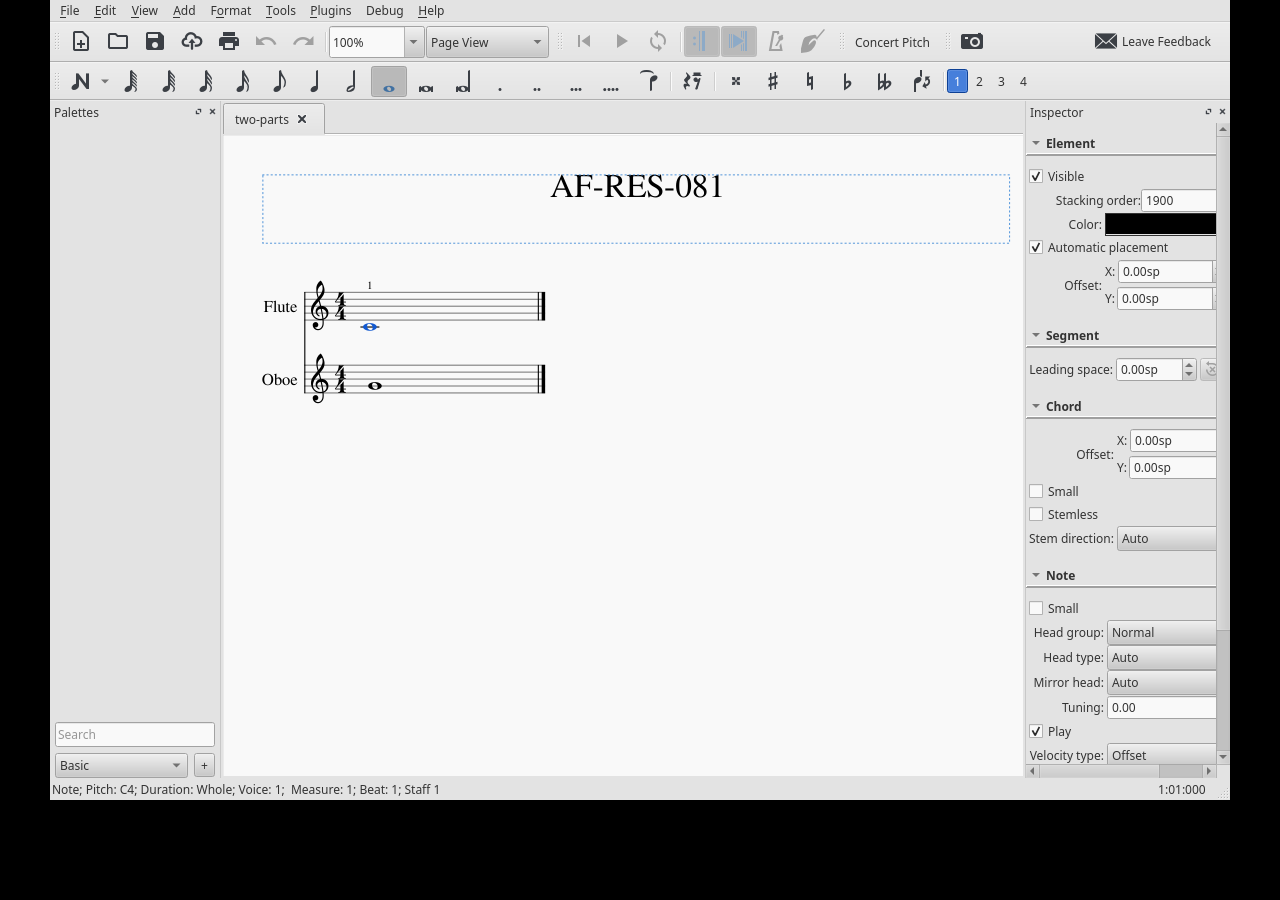 File Edit View Add Format Tools Plugins Debug Help
100% Page View Concert Pitch Leave Feedback
1 2 3 4
Palettes
two-parts
Inspector
AF-RES-081
Flute
1
4
4
Oboe
4
4
Element
Visible
Stacking order: 1900
Color:
Automatic placement
Offset:
X: 0.00sp
Y: 0.00sp
Segment
Leading space: 0.00sp
Chord
Offset:
X: 0.00sp
Y: 0.00sp
Small
Stemless
Stem direction: Auto
Note
Small
Head group: Normal
Head type: Auto
Mirror head: Auto
Tuning: 0.00
Play
Velocity type: Offset
Search
Basic +
Note; Pitch: C4; Duration: Whole; Voice: 1; Measure: 1; Beat: 1; Staff 1
1:01:000